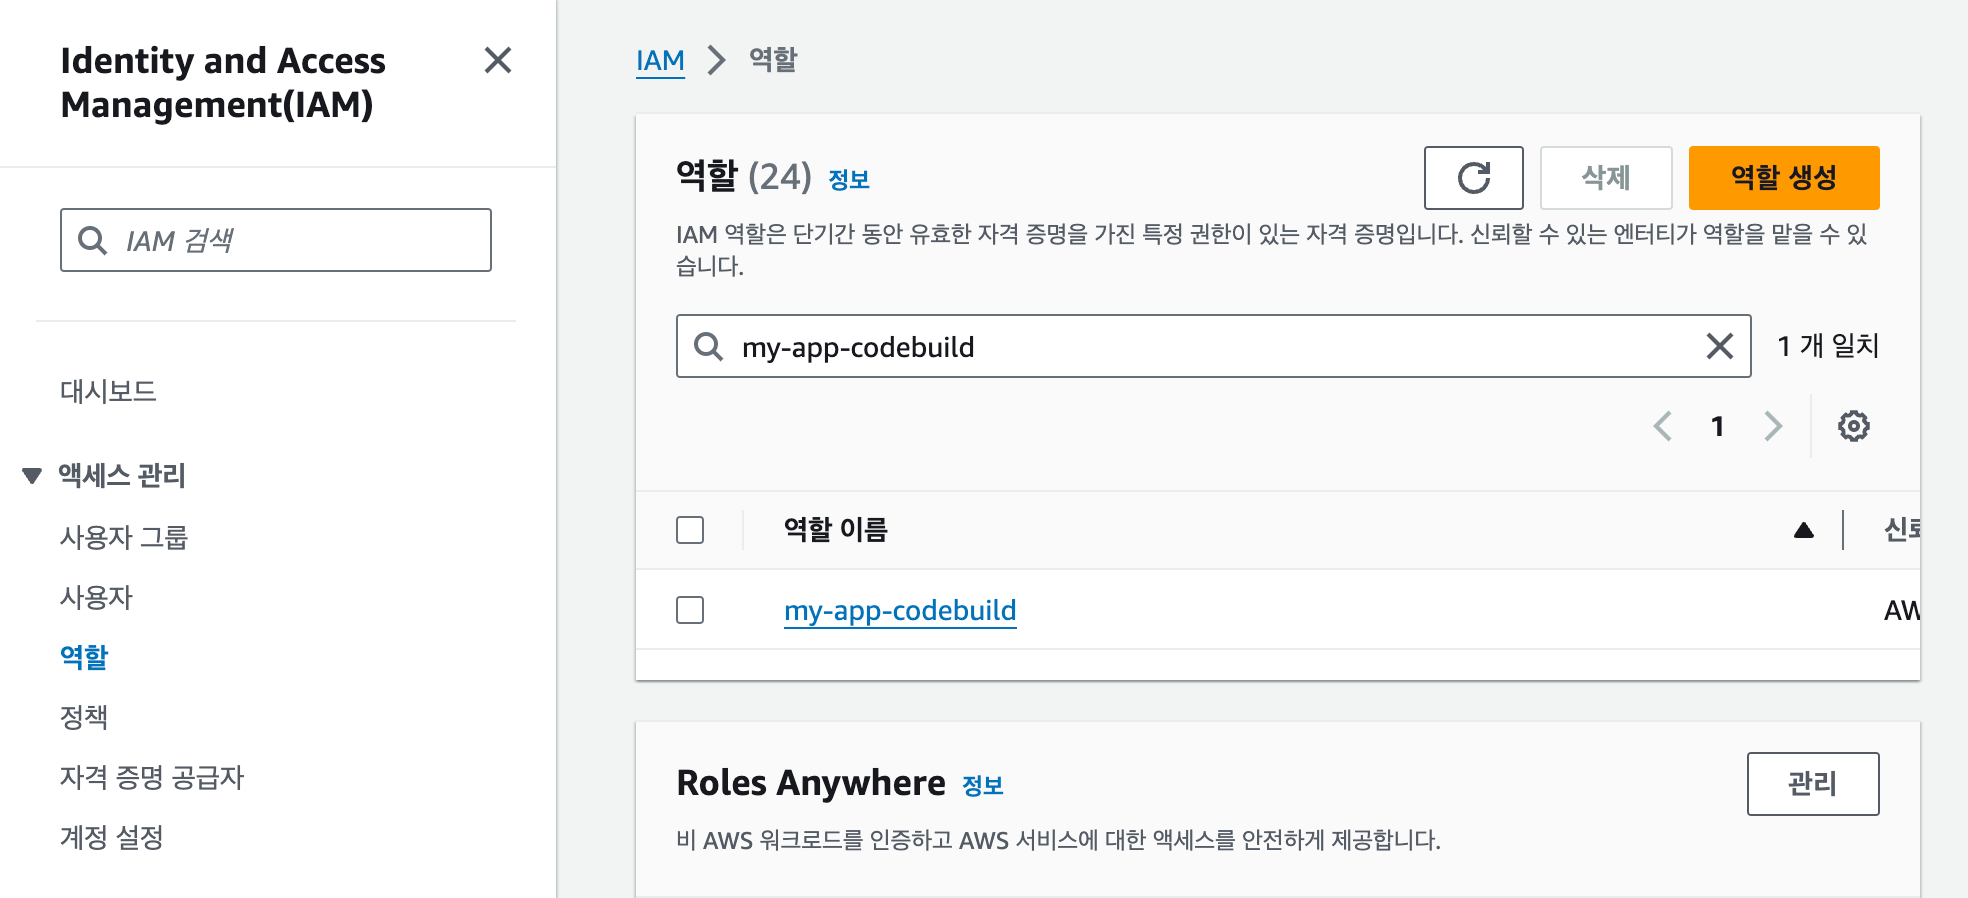 Identity and Access
Management(IAM)
IAM 검색
대시보드
액세스 관리
사용자 그룹
사용자
역할
정책
자격 증명 공급자
계정 설정
IAM 역할
역할 (24) 정보
삭제
역할 생성
IAM 역할은 단기간 동안 유효한 자격 증명을 가진 특정 권한이 있는 자격 증명입니다. 신뢰할 수 있는 엔터티가 역할을 맡을 수 있
습니다.
my-app-codebuild
1 개 일치
1
역할 이름
my-app-codebuild
Roles Anywhere 정보
관리
비 AWS 워크로드를 인증하고 AWS 서비스에 대한 액세스를 안전하게 제공합니다.